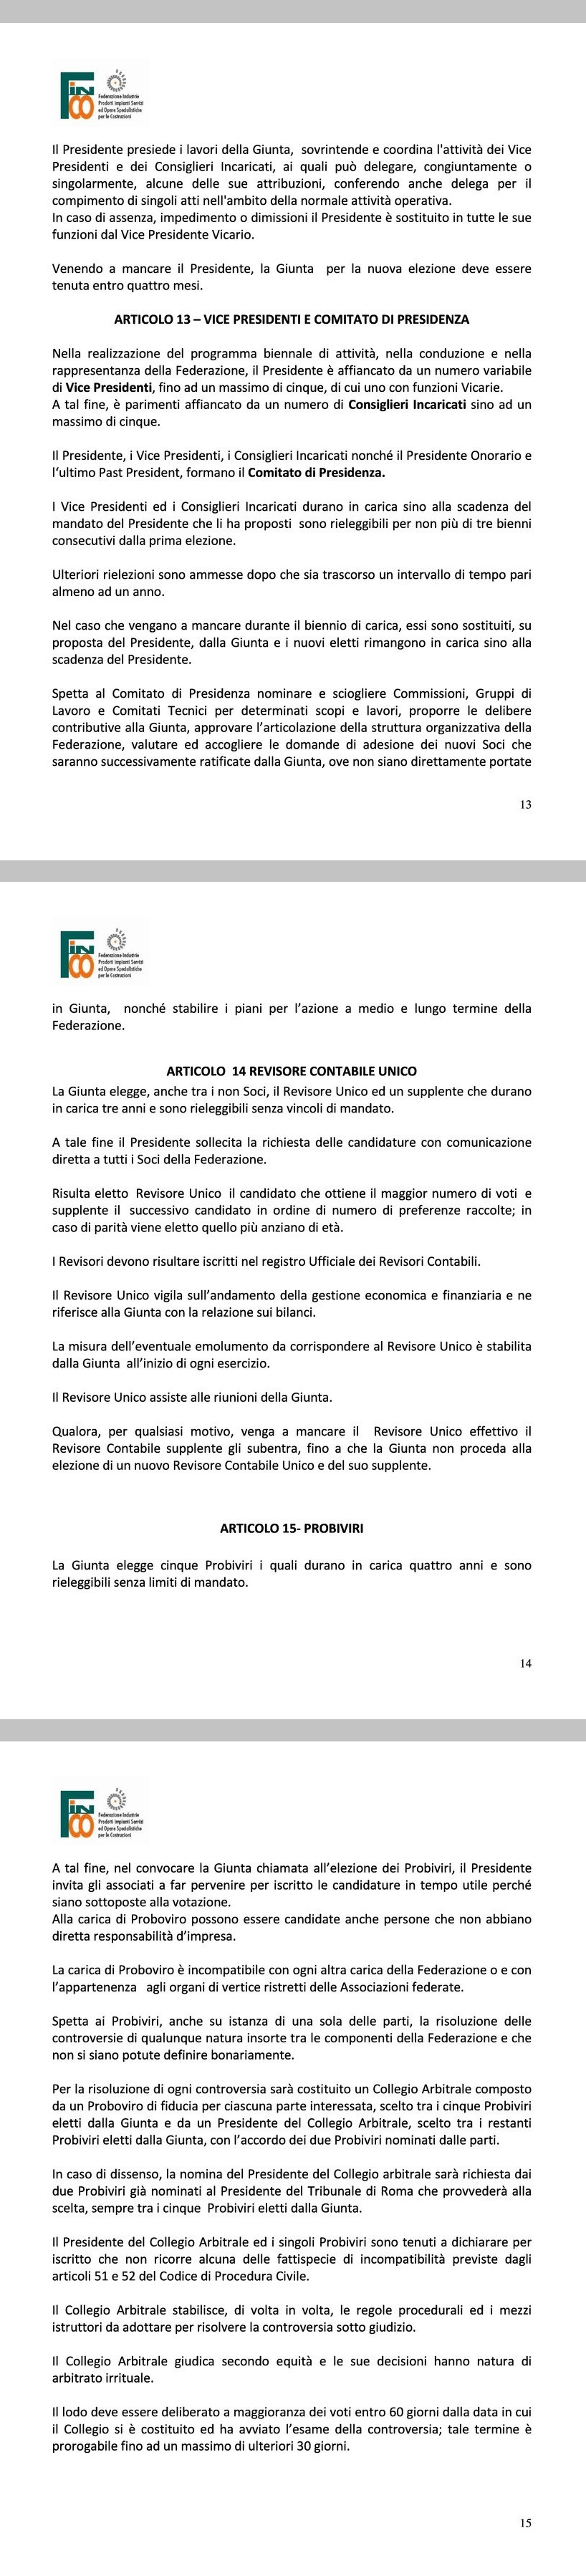 FINCO
Federazione Industrie
Prodotti Impianti Servizi
ed Opere Specialistiche
per le Costruzioni
Il Presidente presiede i lavori della Giunta, sovrintende e coordina l'attività dei Vice
Presidenti e dei Consiglieri Incaricati, ai quali può delegare, congiuntamente o
singolarmente, alcune delle sue attribuzioni, conferendo anche delega per il
compimento di singoli atti nell'ambito della normale attività operativa.
In caso di assenza, impedimento o dimissioni il Presidente è sostituito in tutte le sue
funzioni dal Vice Presidente Vicario.
Venendo a mancare il Presidente, la Giunta per la nuova elezione deve essere
tenuta entro quattro mesi.
ARTICOLO 13 – VICE PRESIDENTI E COMITATO DI PRESIDENZA
Nella realizzazione del programma biennale di attività, nella conduzione e nella
rappresentanza della Federazione, il Presidente è affiancato da un numero variabile
di Vice Presidenti, fino ad un massimo di cinque, di cui uno con funzioni Vicarie.
A tal fine, è parimenti affiancato da un numero di Consiglieri Incaricati sino ad un
massimo di cinque.
Il Presidente, i Vice Presidenti, i Consiglieri Incaricati nonché il Presidente Onorario e
l'ultimo Past President, formano il Comitato di Presidenza.
I Vice Presidenti ed i Consiglieri Incaricati durano in carica sino alla scadenza del
mandato del Presidente che li ha proposti sono rieleggibili per non più di tre bienni
consecutivi dalla prima elezione.
Ulteriori rielezioni sono ammesse dopo che sia trascorso un intervallo di tempo pari
almeno ad un anno.
Nel caso che vengano a mancare durante il biennio di carica, essi sono sostituiti, su
proposta del Presidente, dalla Giunta e i nuovi eletti rimangono in carica sino alla
scadenza del Presidente.
Spetta al Comitato di Presidenza nominare e sciogliere Commissioni, Gruppi di
Lavoro e Comitati Tecnici per determinati scopi e lavori, proporre le delibere
contributive alla Giunta, approvare l'articolazione della struttura organizzativa della
Federazione, valutare ed accogliere le domande di adesione dei nuovi Soci che
saranno successivamente ratificate dalla Giunta, ove non siano direttamente portate
13
FINCO
Federazione Industrie
Prodotti Impianti Servizi
ed Opere Specialistiche
per le Costruzioni
in Giunta, nonché stabilire i piani per l'azione a medio e lungo termine della
Federazione.
ARTICOLO 14 REVISORE CONTABILE UNICO
La Giunta elegge, anche tra i non Soci, il Revisore Unico ed un supplente che durano
in carica tre anni e sono rieleggibili senza vincoli di mandato.
A tale fine il Presidente sollecita la richiesta delle candidature con comunicazione
diretta a tutti i Soci della Federazione.
Risulta eletto Revisore Unico il candidato che ottiene il maggior numero di voti e
supplente il successivo candidato in ordine di numero di preferenze raccolte; in
caso di parità viene eletto quello più anziano di età.
I Revisori devono risultare iscritti nel registro Ufficiale dei Revisori Contabili.
Il Revisore Unico vigila sull'andamento della gestione economica e finanziaria e ne
riferisce alla Giunta con la relazione sui bilanci.
La misura dell'eventuale emolumento da corrispondere al Revisore Unico è stabilita
dalla Giunta all'inizio di ogni esercizio.
Il Revisore Unico assiste alle riunioni della Giunta.
Qualora, per qualsiasi motivo, venga a mancare il Revisore Unico effettivo il
Revisore Contabile supplente gli subentra, fino a che la Giunta non proceda alla
elezione di un nuovo Revisore Contabile Unico e del suo supplente.
ARTICOLO 15- PROBIVIRI
La Giunta elegge cinque Probiviri i quali durano in carica quattro anni e sono
rieleggibili senza limiti di mandato.
14
FINCO
Federazione Industrie
Prodotti Impianti Servizi
ed Opere Specialistiche
per le Costruzioni
A tal fine, nel convocare la Giunta chiamata all'elezione dei Probiviri, il Presidente
invita gli associati a far pervenire per iscritto le candidature in tempo utile perché
siano sottoposte alla votazione.
Alla carica di Proboviro possono essere candidate anche persone che non abbiano
diretta responsabilità d'impresa.
La carica di Proboviro è incompatibile con ogni altra carica della Federazione o e con
l'appartenenza agli organi di vertice ristretti delle Associazioni federate.
Spetta ai Probiviri, anche su istanza di una sola delle parti, la risoluzione delle
controversie di qualunque natura insorte tra le componenti della Federazione e che
non si siano potute definire bonariamente.
Per la risoluzione di ogni controversia sarà costituito un Collegio Arbitrale composto
da un Proboviro di fiducia per ciascuna parte interessata, scelto tra i cinque Probiviri
eletti dalla Giunta e da un Presidente del Collegio Arbitrale, scelto tra i restanti
Probiviri eletti dalla Giunta, con l'accordo dei due Probiviri nominati dalle parti.
In caso di dissenso, la nomina del Presidente del Collegio arbitrale sarà richiesta dai
due Probiviri già nominati al Presidente del Tribunale di Roma che provvederà alla
scelta, sempre tra i cinque Probiviri eletti dalla Giunta.
Il Presidente del Collegio Arbitrale ed i singoli Probiviri sono tenuti a dichiarare per
iscritto che non ricorre alcuna delle fattispecie di incompatibilità previste dagli
articoli 51 e 52 del Codice di Procedura Civile.
Il Collegio Arbitrale stabilisce, di volta in volta, le regole procedurali ed i mezzi
istruttori da adottare per risolvere la controversia sotto giudizio.
Il Collegio Arbitrale giudica secondo equità e le sue decisioni hanno natura di
arbitrato irrituale.
Il lodo deve essere deliberato a maggioranza dei voti entro 60 giorni dalla data in cui
il Collegio si è costituito ed ha avviato l'esame della controversia; tale termine è
prorogabile fino ad un massimo di ulteriori 30 giorni.
15